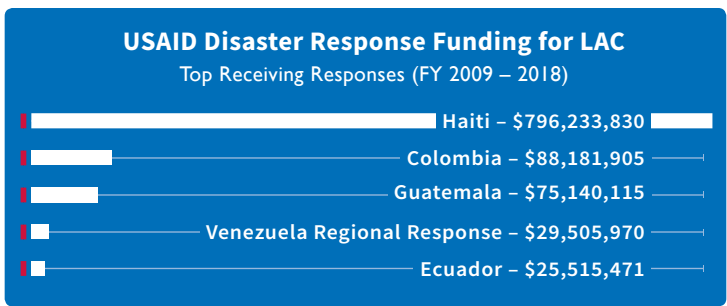 USAID Disaster Response Funding for LAC
Top Receiving Responses (FY 2009 – 2018)
Haiti – $796,233,830
Colombia – $88,181,905
Guatemala – $75,140,115
Venezuela Regional Response – $29,505,970
Ecuador – $25,515,471